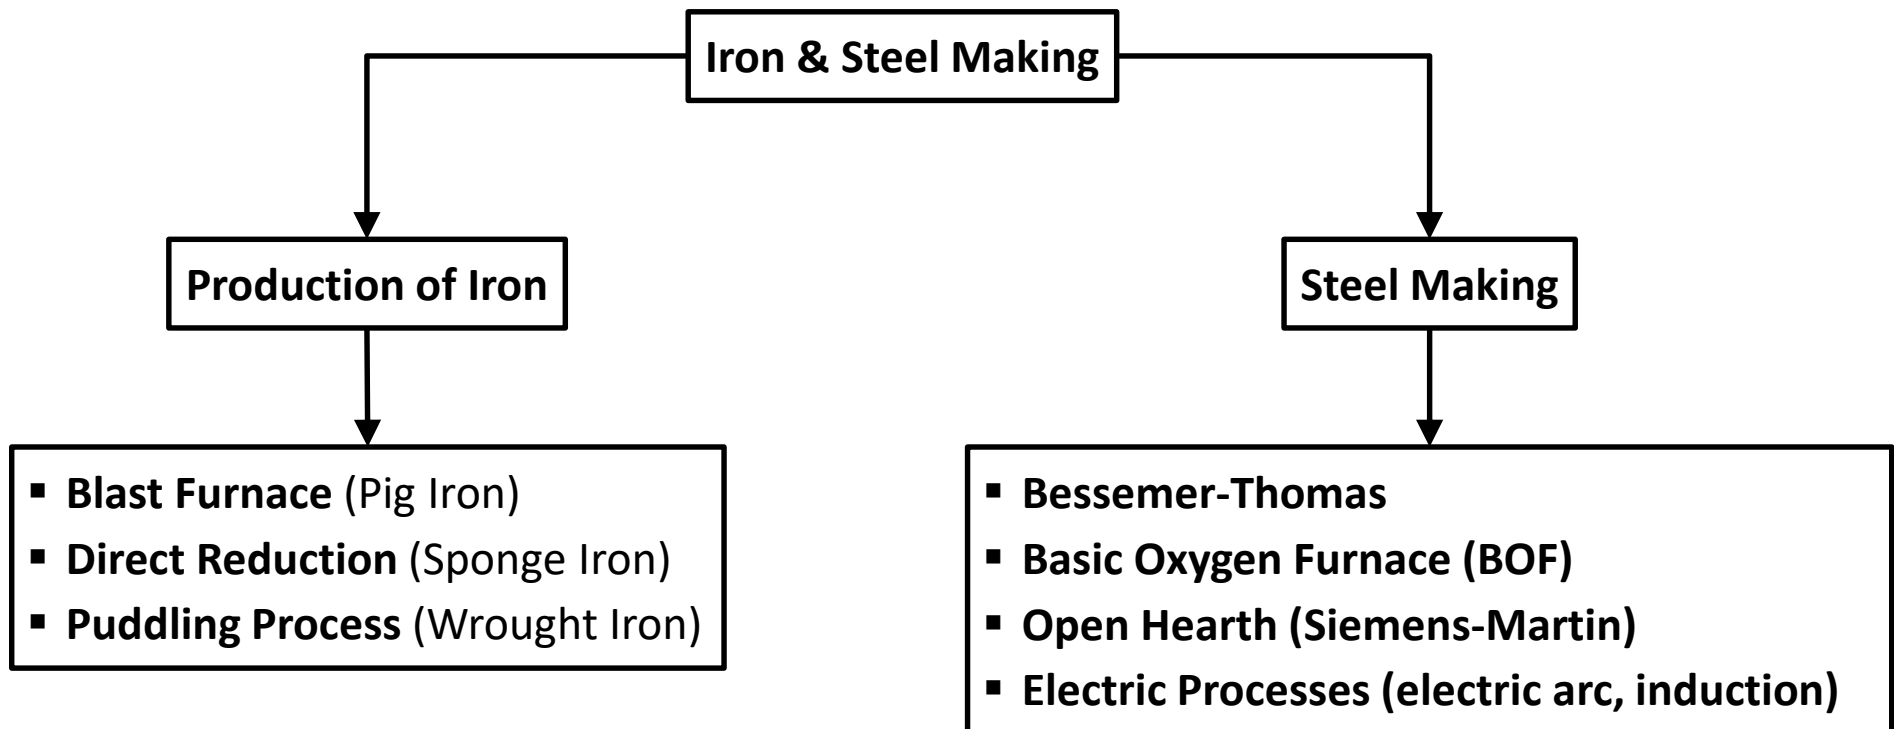 Iron & Steel Making
Production of Iron
Steel Making
▪ Blast Furnace (Pig Iron)
▪ Direct Reduction (Sponge Iron)
▪ Puddling Process (Wrought Iron)
▪ Bessemer-Thomas
▪ Basic Oxygen Furnace (BOF)
▪ Open Hearth (Siemens-Martin)
▪ Electric Processes (electric arc, induction)